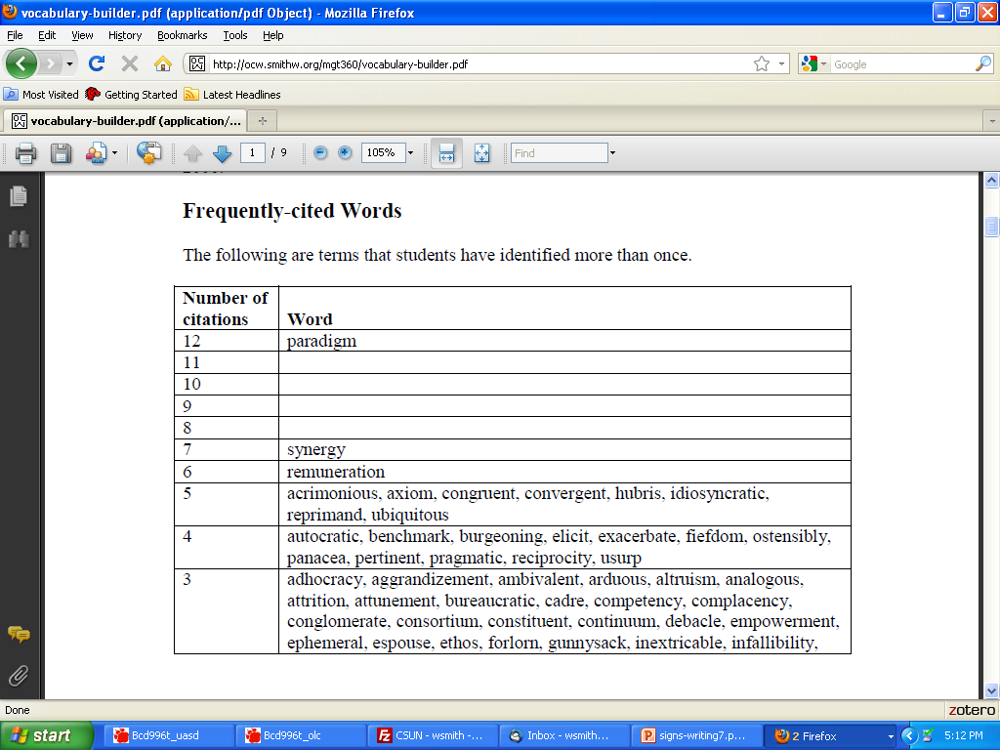 vocabulary-builder.pdf (application/pdf Object) - Mozilla Firefox
File Edit View History Bookmarks Tools Help
http://ocw.smithw.org/mgt360/vocabulary-builder.pdf Google
Most Visited Getting Started Latest Headlines
vocabulary-builder.pdf (application/...
1 / 9 105% Find
Frequently-cited Words
The following are terms that students have identified more than once.
Number of
citations Word
12 paradigm
11
10
9
8
7 synergy
6 remuneration
5 acrimonious, axiom, congruent, convergent, hubris, idiosyncratic,
reprimand, ubiquitous
4 autocratic, benchmark, burgeoning, elicit, exacerbate, fiefdom, ostensibly,
panacea, pertinent, pragmatic, reciprocity, usurp
3 adhocracy, aggrandizement, ambivalent, arduous, altruism, analogous,
attrition, attunement, bureaucratic, cadre, competency, complacency,
conglomerate, consortium, constituent, continuum, debacle, empowerment,
ephemeral, espouse, ethos, forlorn, gunnysack, inextricable, infallibility,
Done zotero
start Bcd996t_uasd Bcd996t_olc CSUN - wsmith -... Inbox - wsmith... signs-writing7.p... 2 Firefox 5:12 PM